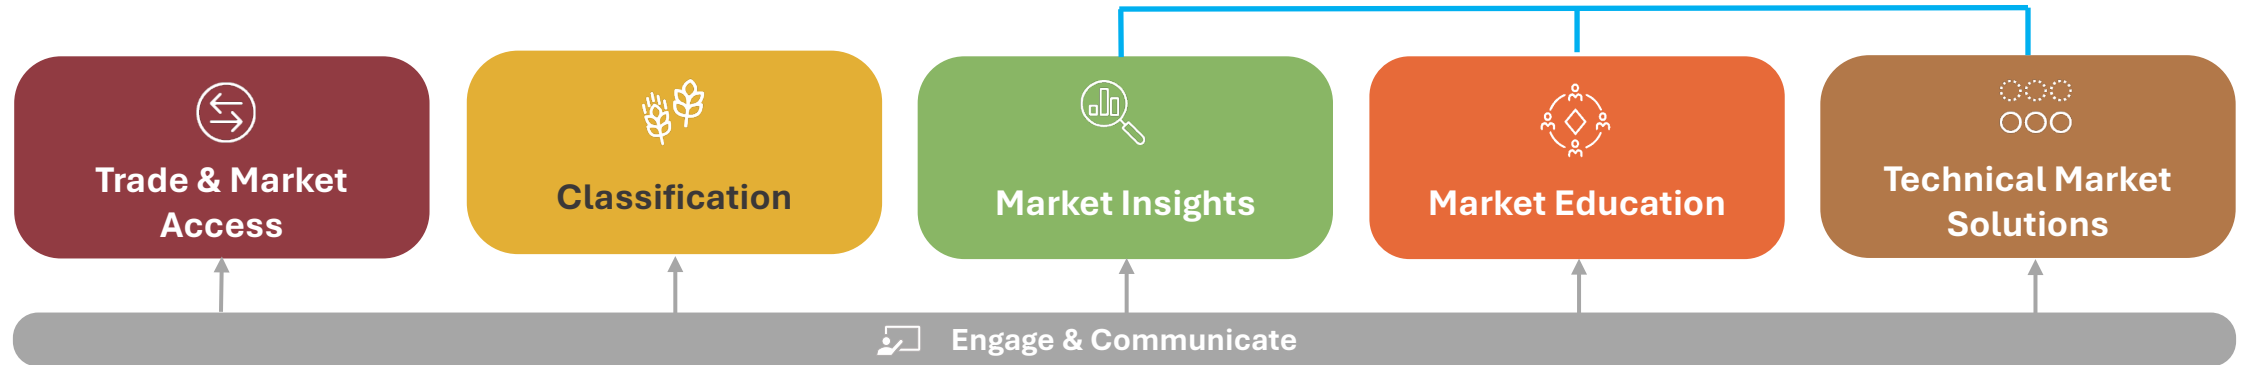 Trade & Market
Access
Classification
Market Insights
Market Education
Technical Market
Solutions
Engage & Communicate